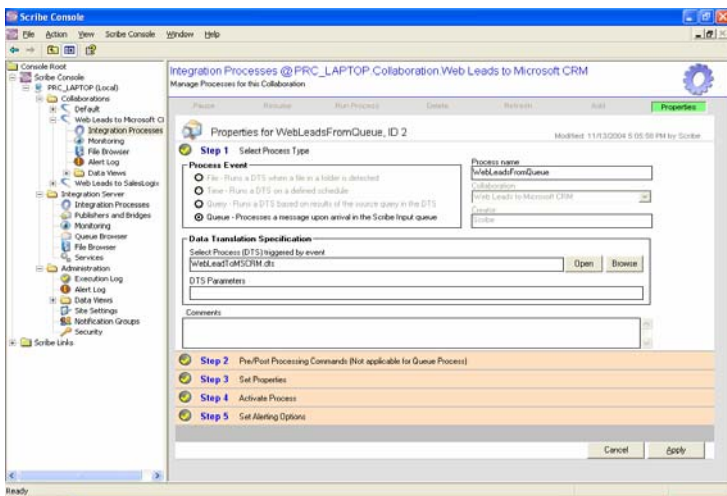 Scribe Console
File Action View Scribe Console Window Help
Console Root
Scribe Console
PRC_LAPTOP (Local)
Collaborations
Default
Web Leads to Microsoft CI
Integration Processes
Monitoring
File Browser
Alert Log
Data Views
Web Leads to SalesLogix
Integration Server
Integration Processes
Publishers and Bridges
Monitoring
Queue Browser
File Browser
Services
Administration
Execution Log
Alert Log
Data Views
Site Settings
Notification Groups
Security
Scribe Links
Integration Processes @ PRC_LAPTOP.Collaboration.Web Leads to Microsoft CRM
Manage Processes for this Collaboration
Pause Resume Run Process Delete Refresh Add Properties
Properties for WebLeadsFromQueue, ID 2
Modified: 11/13/2004 5:05:58 PM by Scribe
Step 1 Select Process Type
Process Event
File - Runs a DTS when a file in a folder is detected
Time - Runs a DTS on a defined schedule
Query - Runs a DTS based on results of the source query in the DTS
Queue - Processes a message upon arrival in the Scribe Input queue
Process name
WebLeadsFromQueue
Collaboration
Web Leads to Microsoft CRM
Creator
Scribe
Data Translation Specification
Select Process (DTS) triggered by event
WebLeadToMSCRM.dts Open Browse
DTS Parameters
Comments
Step 2 Pre/Post Processing Commands (Not applicable for Queue Process)
Step 3 Set Properties
Step 4 Activate Process
Step 5 Set Alerting Options
Cancel Apply
Ready